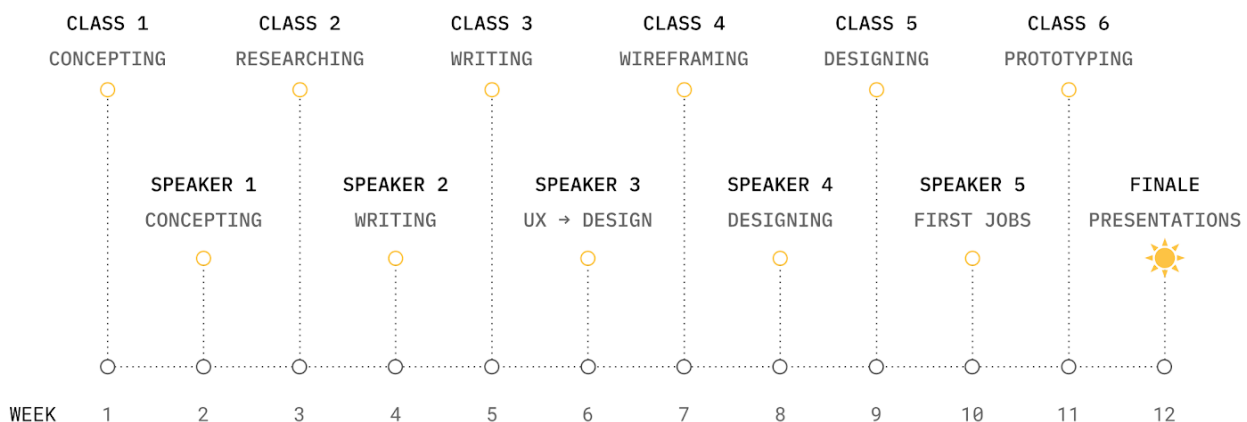 CLASS 1 CLASS 2 CLASS 3 CLASS 4 CLASS 5 CLASS 6
CONCEPTING RESEARCHING WRITING WIREFRAMING DESIGNING PROTOTYPING
SPEAKER 1 SPEAKER 2 SPEAKER 3 SPEAKER 4 SPEAKER 5 FINALE
CONCEPTING WRITING UX → DESIGN DESIGNING FIRST JOBS PRESENTATIONS
WEEK 1 2 3 4 5 6 7 8 9 10 11 12